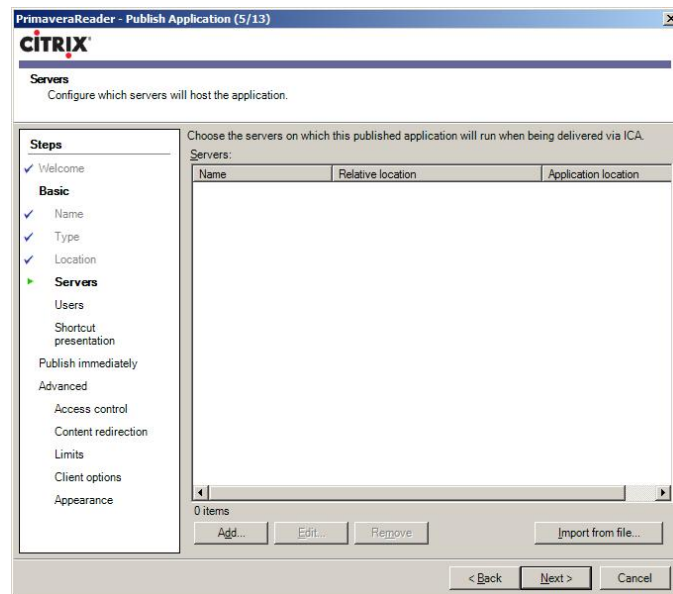 PrimaveraReader - Publish Application (5/13)
CITRIX
Servers
Configure which servers will host the application.
Steps
Welcome
Basic
Name
Type
Location
Servers
Users
Shortcut
presentation
Publish immediately
Advanced
Access control
Content redirection
Limits
Client options
Appearance
Choose the servers on which this published application will run when being delivered via ICA.
Servers:
Name Relative location Application location
0 items
Add... Edit... Remove Import from file...
< Back Next > Cancel